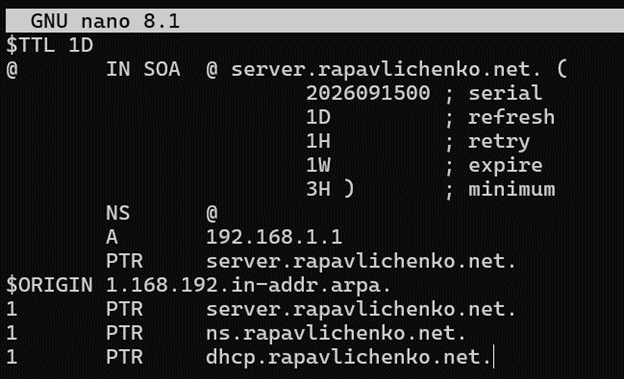 GNU nano 8.1
$TTL 1D
@ IN SOA @ server.rapavlichenko.net. (
2026091500 ; serial
1D ; refresh
1H ; retry
1W ; expire
3H ) ; minimum
NS @
A 192.168.1.1
PTR server.rapavlichenko.net.
$ORIGIN 1.168.192.in-addr.arpa.
1 PTR server.rapavlichenko.net.
1 PTR ns.rapavlichenko.net.
1 PTR dhcp.rapavlichenko.net.